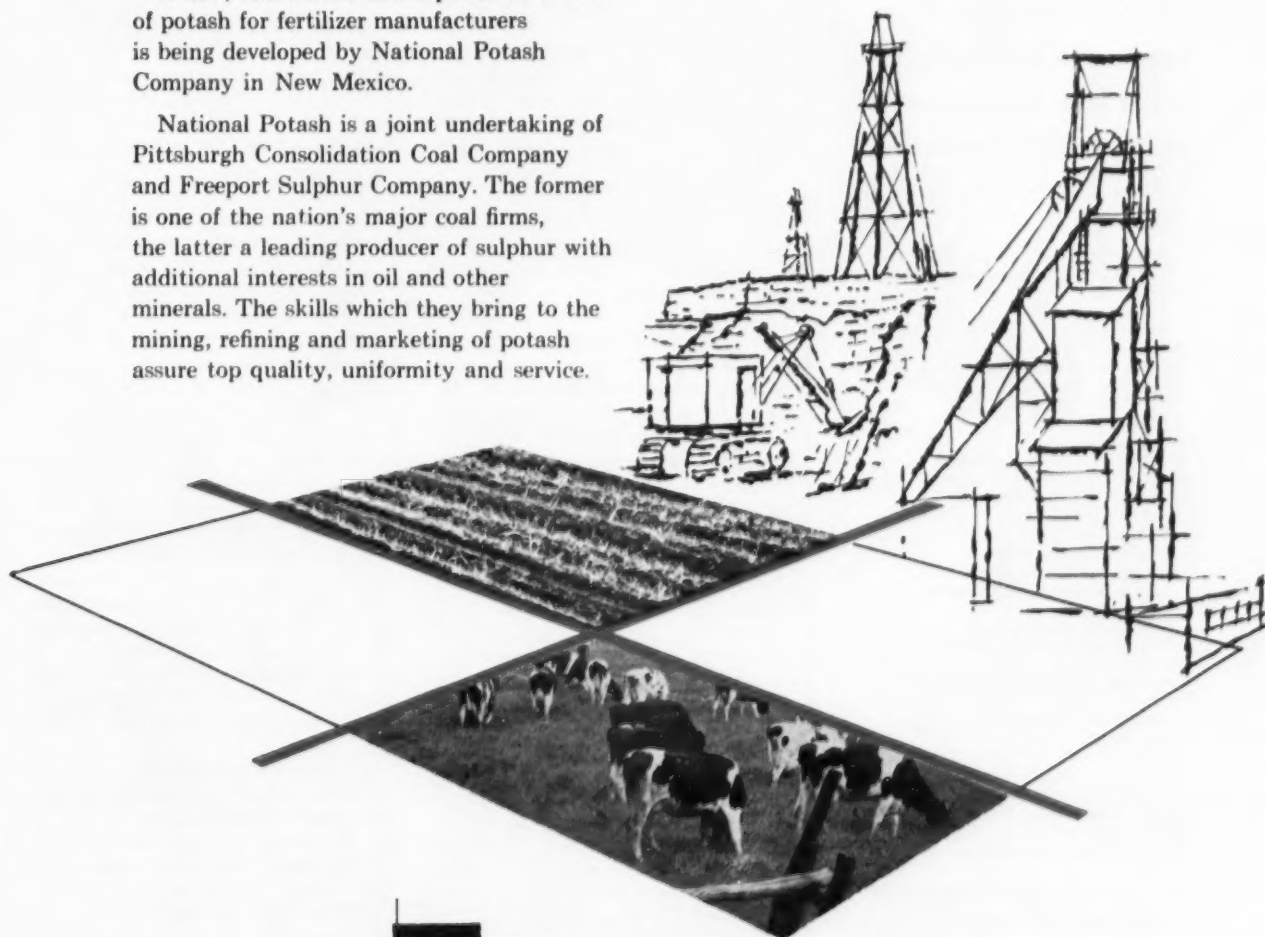 of potash for fertilizer manufacturers
is being developed by National Potash
Company in New Mexico.
National Potash is a joint undertaking of
Pittsburgh Consolidation Coal Company
and Freeport Sulphur Company. The former
is one of the nation's major coal firms,
the latter a leading producer of sulphur with
additional interests in oil and other
minerals. The skills which they bring to the
mining, refining and marketing of potash
assure top quality, uniformity and service.